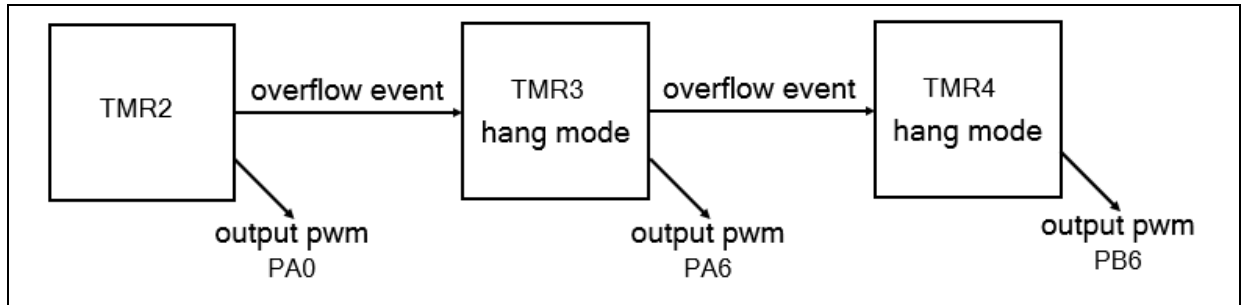 TMR2
overflow event
TMR3
hang mode
overflow event
TMR4
hang mode
output pwm
PA0
output pwm
PA6
output pwm
PB6